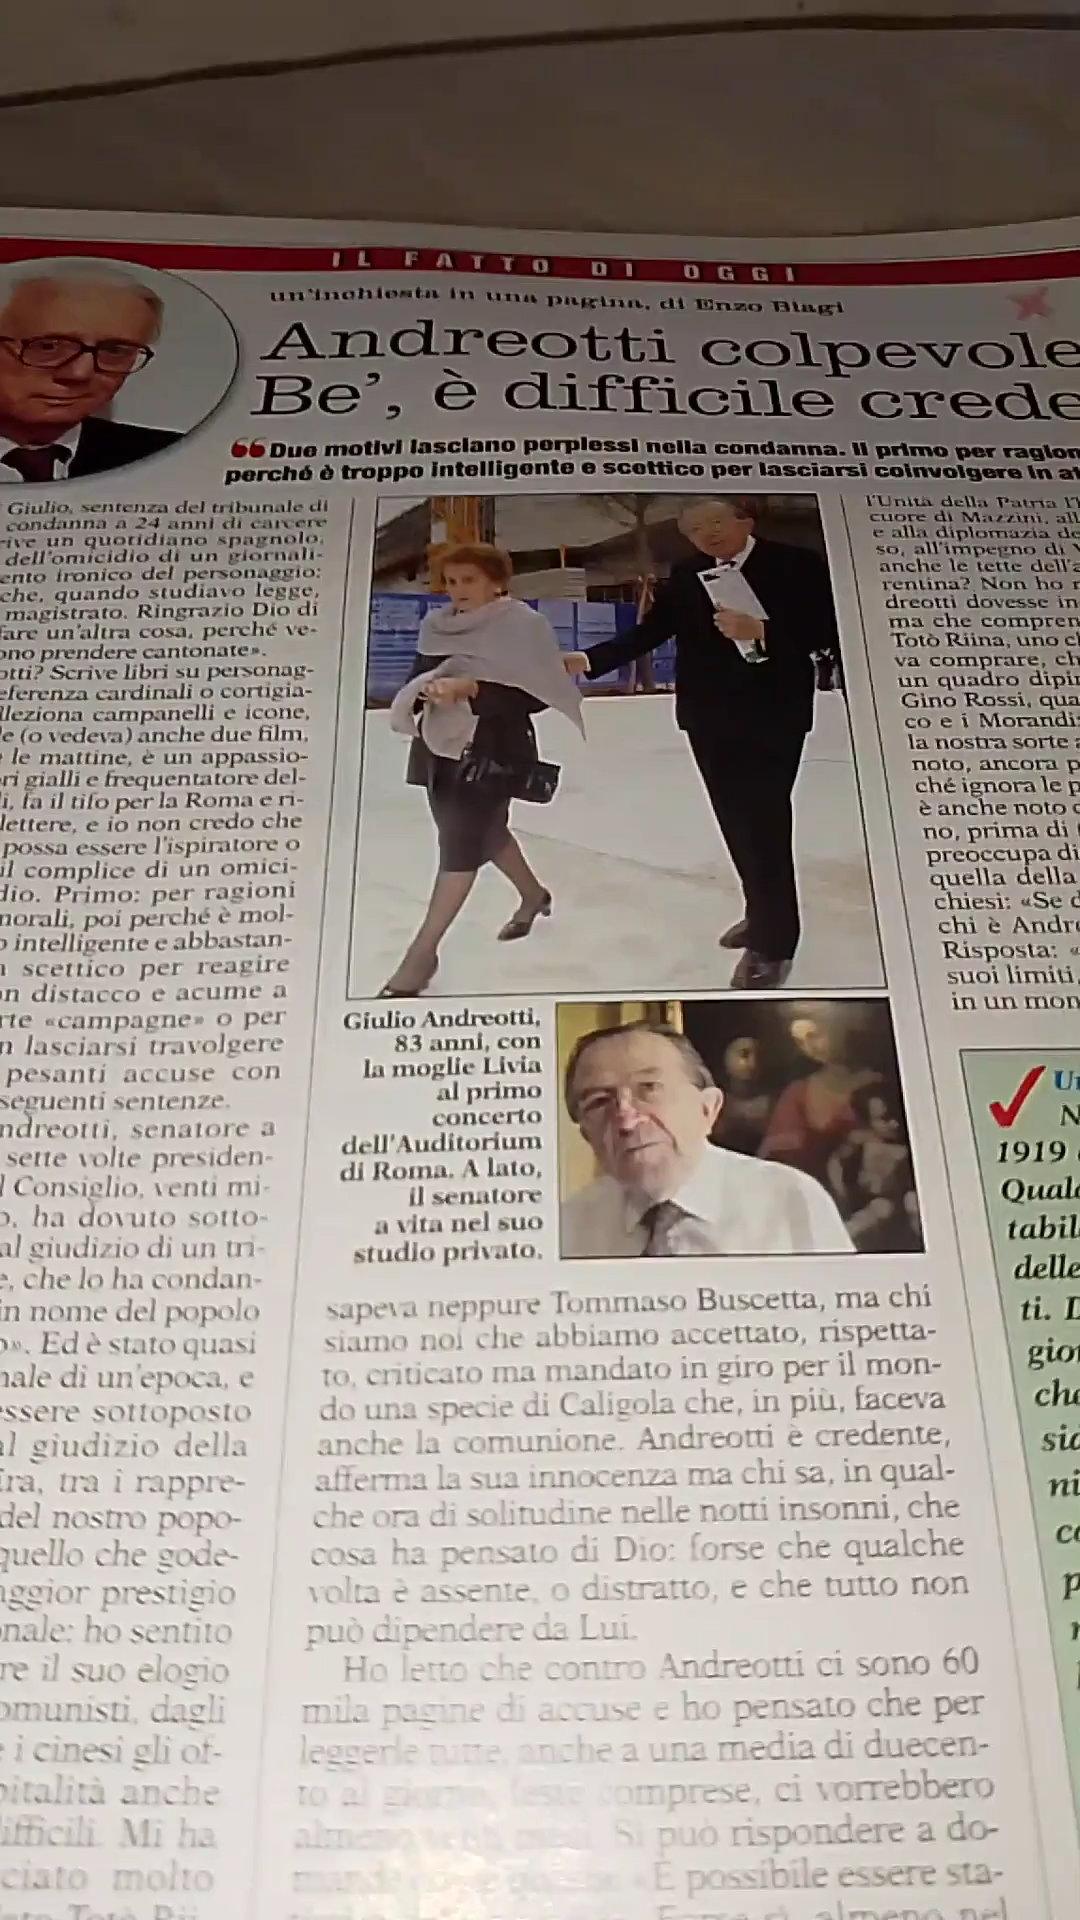 IL FATTO DI OGGI
un'inchiesta in una pagina, di Enzo Biagi
Andreotti colpevole
Be', è difficile crede
Due motivi lasciano perplessi nella condanna. Il primo per ragion
perché è troppo intelligente e scettico per lasciarsi coinvolgere in
Giulio, sentenza del tribunale di
condanna a 24 anni di carcere
rive un quotidiano spagnolo.
dell'omicidio di un giornali-
ento ironico del personaggio:
che, quando studiavo legge,
magistrato. Ringrazio Dio di
fare un'altra cosa, perché ve-
ono prendere cantonate».
otti? Scrive libri su personag-
eferenza cardinali o cortigia-
lleziona campanelli e icone,
e (o vedeva) anche due film,
le mattine, è un appassio-
ri gialli e frequentatore del-
i, fa il tifo per la Roma e ri-
lettere, e io non credo che
possa essere l'ispiratore o
il complice di un omici-
dio. Primo: per ragioni
morali, poi perché è mol-
o intelligente e abbastan-
a scettico per reagire
on distacco e acume a
rte «campagne» o per
n lasciarsi travolgere
pesanti accuse con
seguenti sentenze.
ndreotti, senatore a
sette volte presiden-
l Consiglio, venti mi-
o, ha dovuto sotto-
al giudizio di un tri-
e, che lo ha condan-
in nome del popolo
o». Ed è stato quasi
nale di un'epoca, e
essere sottoposto
al giudizio della
ira, tra i rappre-
del nostro popo-
quello che gode-
aggior prestigio
onale: ho sentito
re il suo elogio
omunisti, dagli
e i cinesi gli of-
pitalità anche
difficili. Mi ha
ciato molto
Totò Rii-
Giulio Andreotti,
83 anni, con
la moglie Livia
al primo
concerto
dell'Auditorium
di Roma. A lato,
il senatore
a vita nel suo
studio privato.
sapeva neppure Tommaso Buscetta, ma chi
siamo noi che abbiamo accettato, rispetta-
to, criticato ma mandato in giro per il mon-
do una specie di Caligola che, in più, faceva
anche la comunione. Andreotti è credente,
afferma la sua innocenza ma chi sa, in qual-
che ora di solitudine nelle notti insonni, che
cosa ha pensato di Dio: forse che qualche
volta è assente, o distratto, e che tutto non
può dipendere da Lui.
Ho letto che contro Andreotti ci sono 60
mila pagine di accuse e ho pensato che per
leggerle tutte, anche a una media di duecen-
to al giorno, feste comprese, ci vorrebbero
almeno Si può rispondere a do-
«È possibile essere sta-
almeno nel
l'Unità della Patria l'
cuore di Mazzini, all
e alla diplomazia de
so, all'impegno di
anche le tette dell'a
rentina? Non ho
dreotti dovesse in
ma che compren
Totò Riina, uno c
va comprare, ch
un quadro dipi
Gino Rossi, qua
co e i Morandi
la nostra sorte
noto, ancora p
ché ignora le p
è anche noto
no, prima di
preoccupa di
quella della
chiesi: «Se
chi è Andr
Risposta: «
suoi limiti,
in un mon
U
N
1919
Qual
tabil
delle
ti.
gior
che
sia
ni
co
p